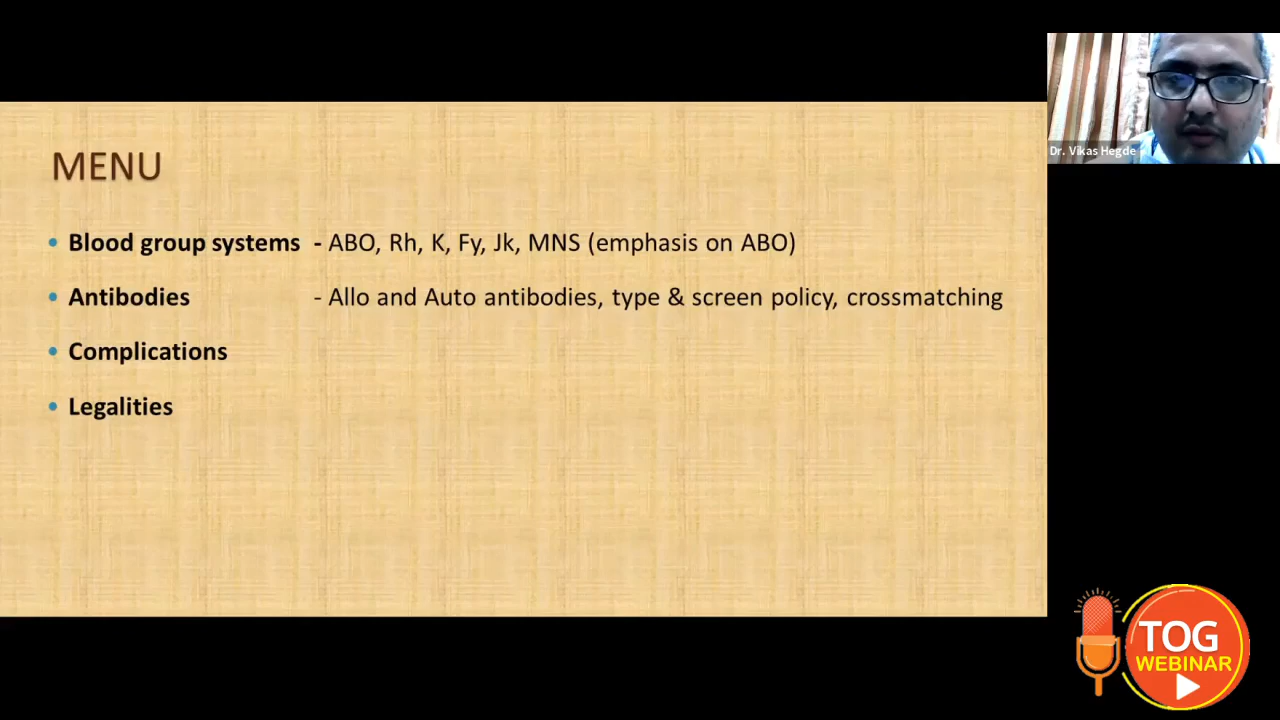 MENU
• Blood group systems - ABO, Rh, K, Fy, Jk, MNS (emphasis on ABO)
• Antibodies - Allo and Auto antibodies, type & screen policy, crossmatching
• Complications
• Legalities
Dr. Vikas Hegde
TOG
WEBINAR